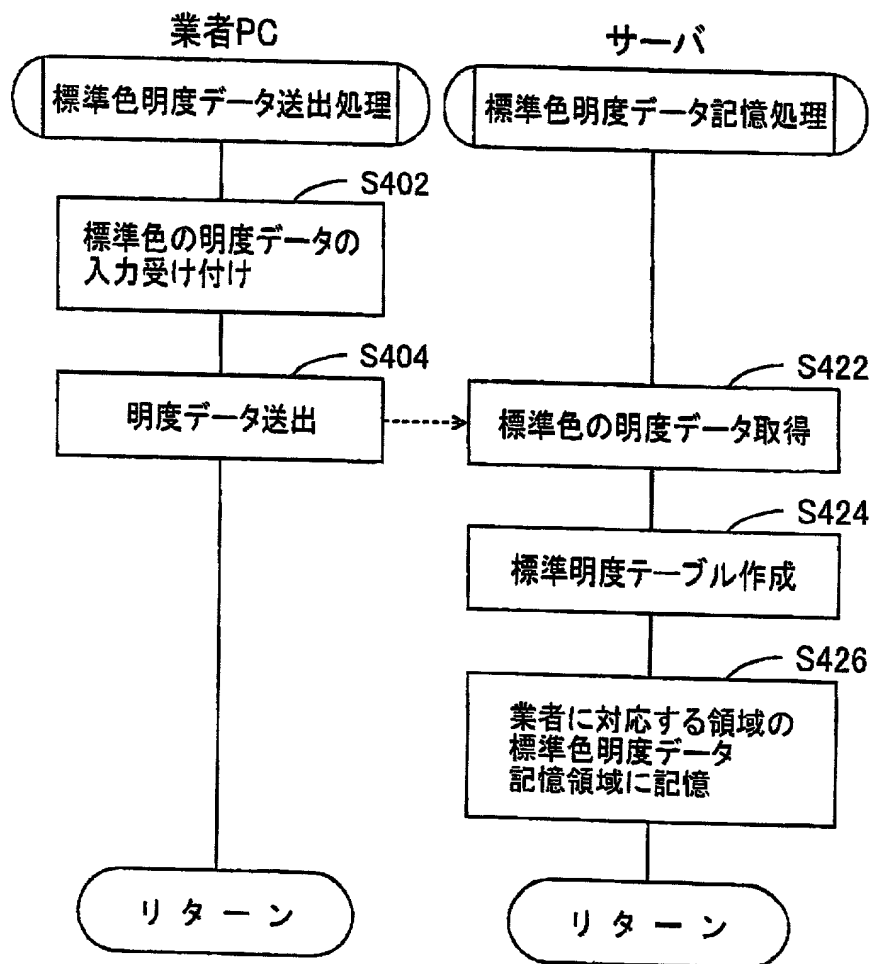 業者PC
標準色明度データ送出処理
S402
標準色の明度データの
入力受け付け
S404
明度データ送出
リターン
サーバ
標準色明度データ記憶処理
S422
標準色の明度データ取得
S424
標準明度テーブル作成
S426
業者に対応する領域の
標準色明度データ
記憶領域に記憶
リターン